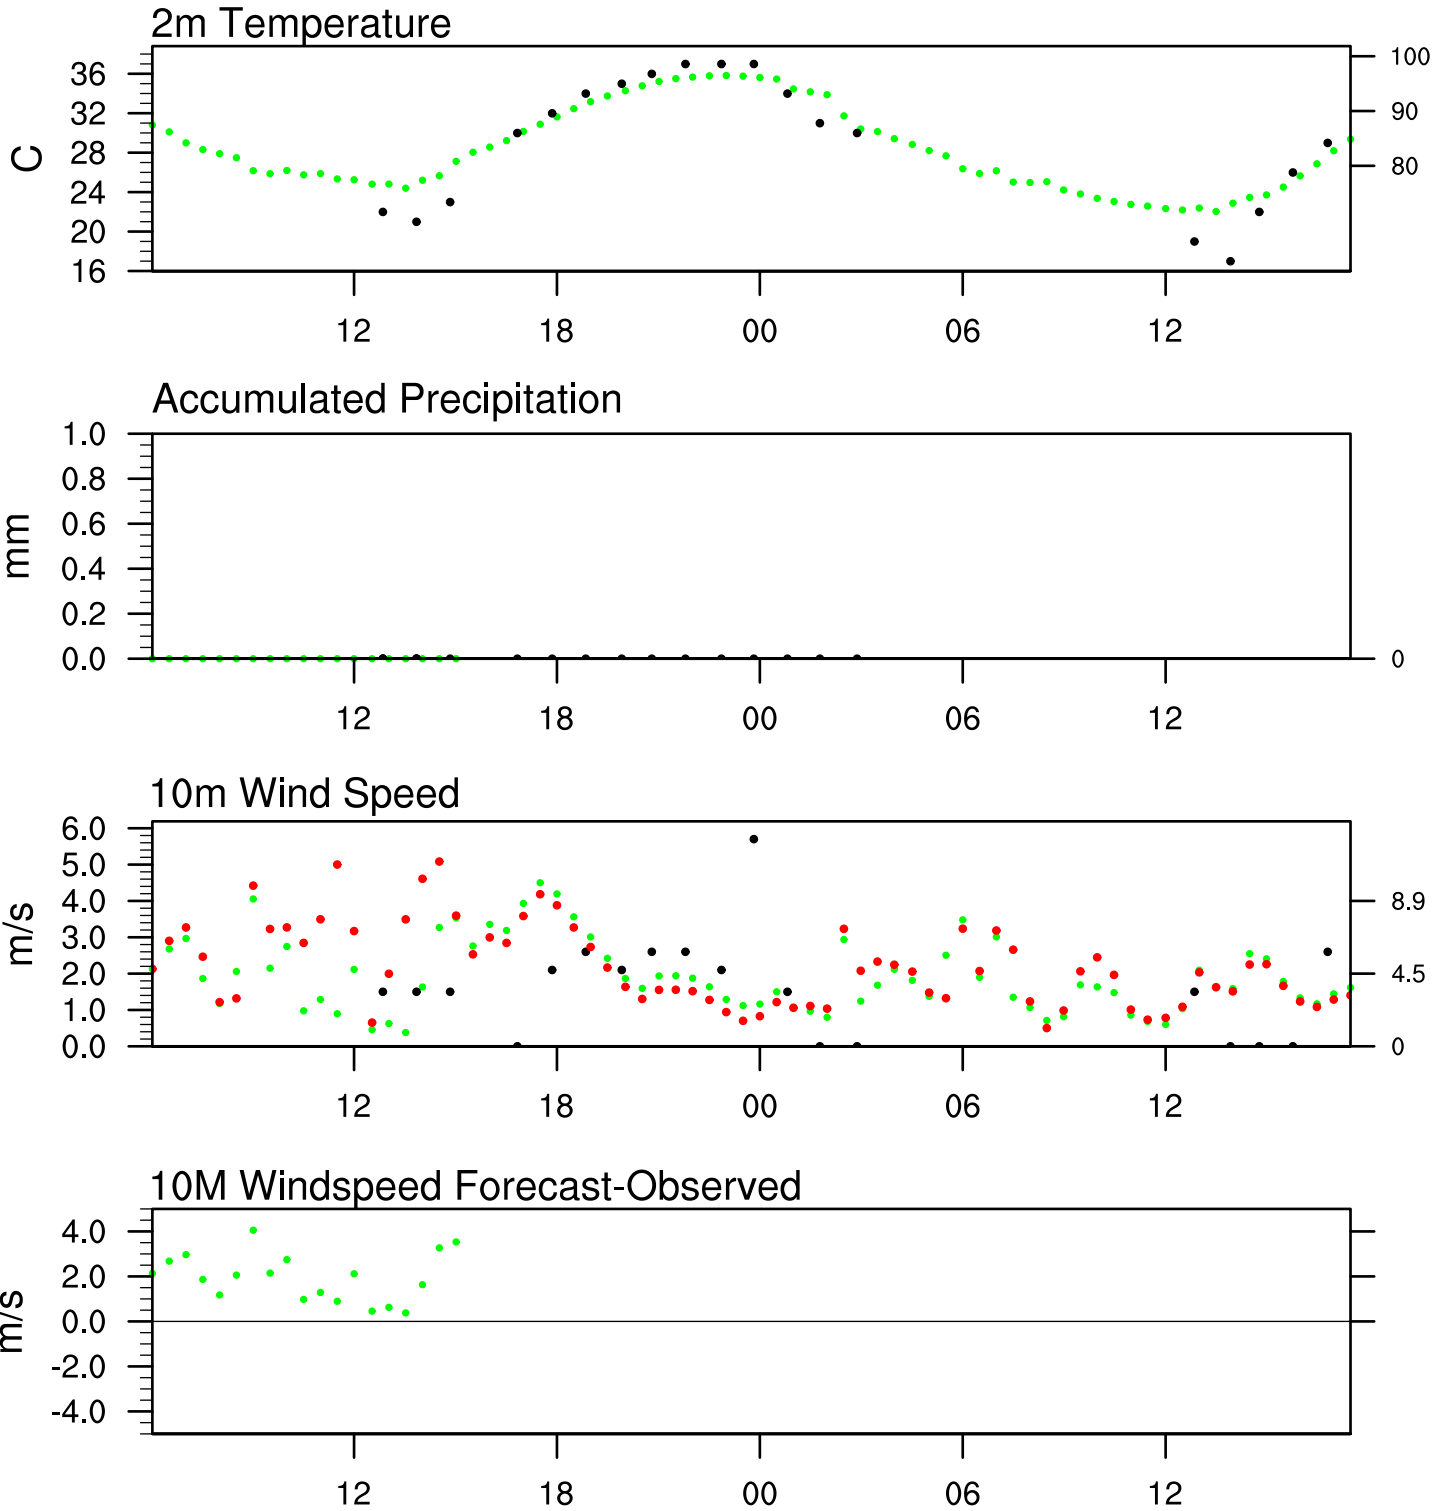 2m Temperature
C
36
32
28
24
20
16
100
90
80
12 18 00 06 12
Accumulated Precipitation
mm
1.0
0.8
0.6
0.4
0.2
0.0
0
12 18 00 06 12
10m Wind Speed
m/s
6.0
5.0
4.0
3.0
2.0
1.0
0.0
8.9
4.5
0
12 18 00 06 12
10M Windspeed Forecast-Observed
m/s
4.0
2.0
0.0
-2.0
-4.0
12 18 00 06 12